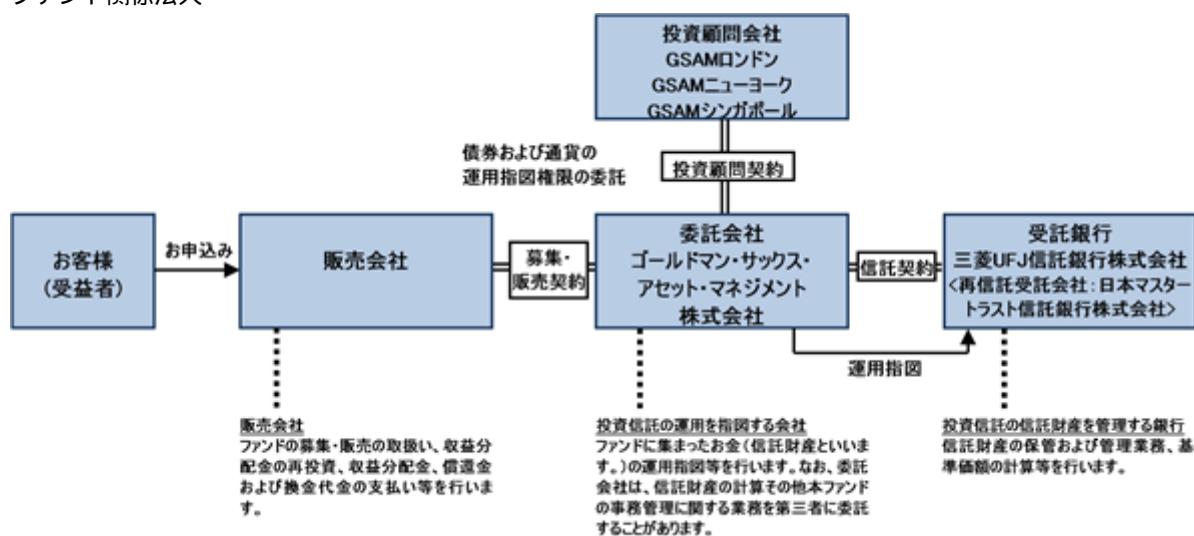 投資顧問会社
GSAMロンドン
GSAMニューヨーク
GSAMシンガポール
債券および通貨の
運用指図権限の委託
投資顧問契約
お客様
(受益者)
お申込み
販売会社
募集・
販売契約
委託会社
ゴールドマン・サックス・
アセット・マネジメント
株式会社
信託契約
受託銀行
三菱UFJ信託銀行株式会社
<再信託受託会社:日本マスター
トラスト信託銀行株式会社>
運用指図
販売会社
ファンドの募集・販売の取扱い、収益分
配金の再投資、収益分配金、償還金
および換金代金の支払い等を行いま
す。
投資信託の運用を指図する会社
ファンドに集まったお金(信託財産といいま
す。)の運用指図等を行います。なお、委託
会社は、信託財産の計算その他本ファンド
の事務管理に関する業務を第三者に委託
することがあります。
投資信託の信託財産を管理する銀行
信託財産の保管および管理業務、基
準価額の計算等を行います。